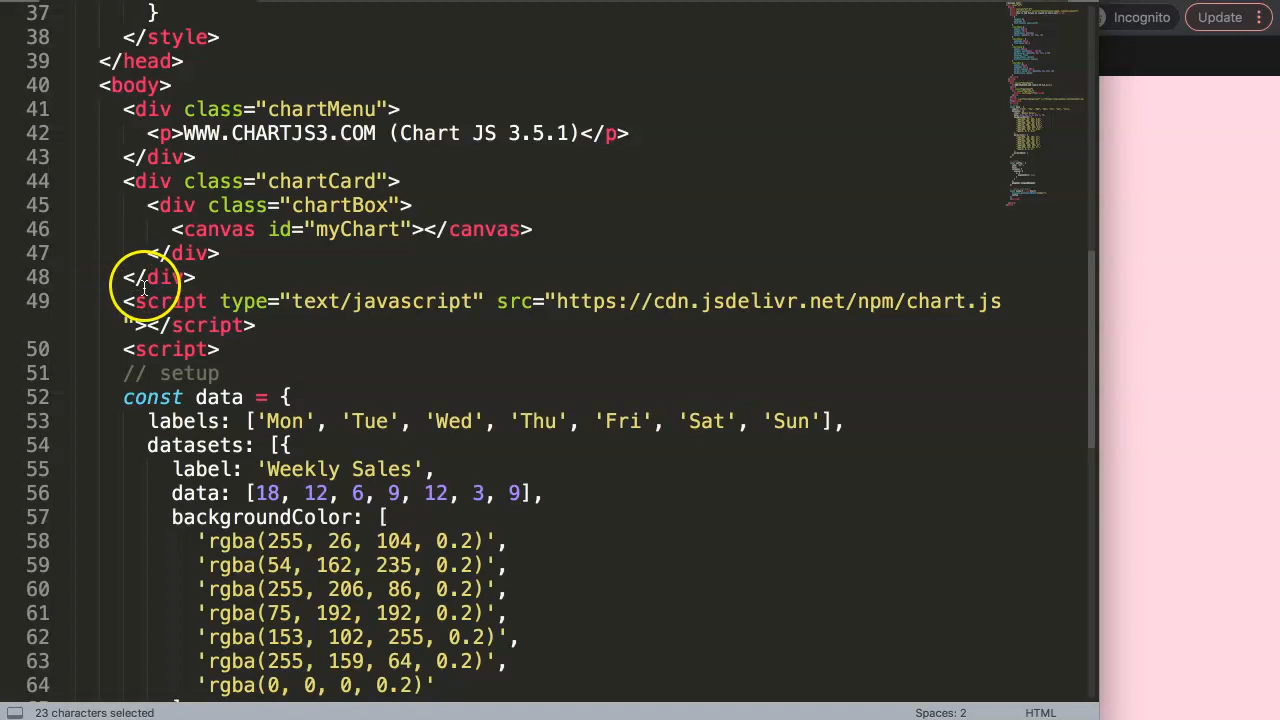 37 }
38 </style>
39 </head>
40 <body>
41 <div class="chartMenu">
42 <p>WWW.CHARTJS3.COM (Chart JS 3.5.1)</p>
43 </div>
44 <div class="chartCard">
45 <div class="chartBox">
46 <canvas id="myChart"></canvas>
47 </div>
48 </div>
49 <script type="text/javascript" src="https://cdn.jsdelivr.net/npm/chart.js
"></script>
50 <script>
51 // setup
52 const data = {
53 labels: ['Mon', 'Tue', 'Wed', 'Thu', 'Fri', 'Sat', 'Sun'],
54 datasets: [{
55 label: 'Weekly Sales',
56 data: [18, 12, 6, 9, 12, 3, 9],
57 backgroundColor: [
58 'rgba(255, 26, 104, 0.2)',
59 'rgba(54, 162, 235, 0.2)',
60 'rgba(255, 206, 86, 0.2)',
61 'rgba(75, 192, 192, 0.2)',
62 'rgba(153, 102, 255, 0.2)',
63 'rgba(255, 159, 64, 0.2)',
64 'rgba(0, 0, 0, 0.2)'
23 characters selected
Spaces: 2
HTML
Incognito
Update